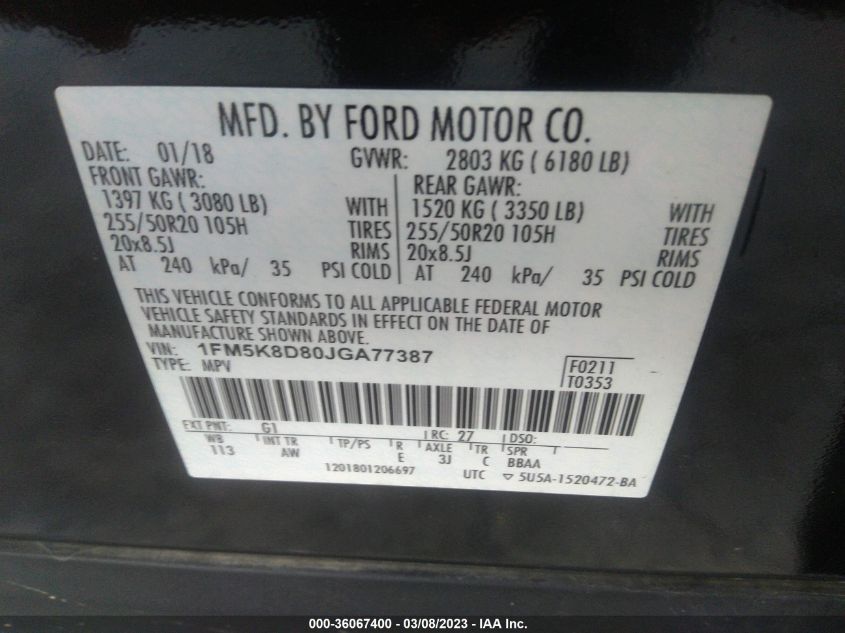 MFD. BY FORD MOTOR CO.
DATE: 01/18 GVWR: 2803 KG ( 6180 LB)
FRONT GAWR: REAR GAWR:
1397 KG ( 3080 LB) WITH 1520 KG ( 3350 LB) WITH
255/50R20 105H TIRES 255/50R20 105H TIRES
20x8.5J RIMS 20x8.5J RIMS
AT 240 kPa/ 35 PSI COLD AT 240 kPa/ 35 PSI COLD
THIS VEHICLE CONFORMS TO ALL APPLICABLE FEDERAL MOTOR
VEHICLE SAFETY STANDARDS IN EFFECT ON THE DATE OF
MANUFACTURE SHOWN ABOVE.
VIN: 1FM5K8D80JGA77387 F0211
TYPE: MPV T0353
EXT PNT: G1 RC: 27 DSO:
WB INT TR TP/PS R AXLE TR SPR
113 AW E 3J C BBAA
1201801206697 UTC ▽ 5U5A-1520472-BA
000-36067400 - 03/08/2023 - IAA Inc.